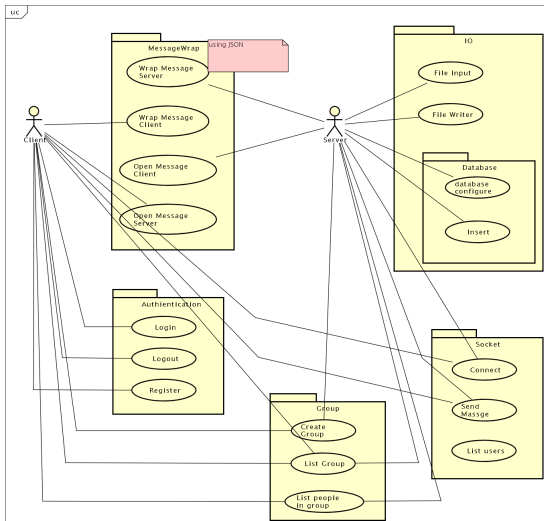 uc
MessageWrap
using JSON
Wrap Message
Server
Wrap Message
Client
Open Message
Client
Open Message
Server
Client
Server
IO
File Input
File Writer
Database
database
configure
Insert
Authientication
Login
Logout
Register
Group
Create
Group
List Group
List people
in group
Socket
Connect
Send
Massge
List users